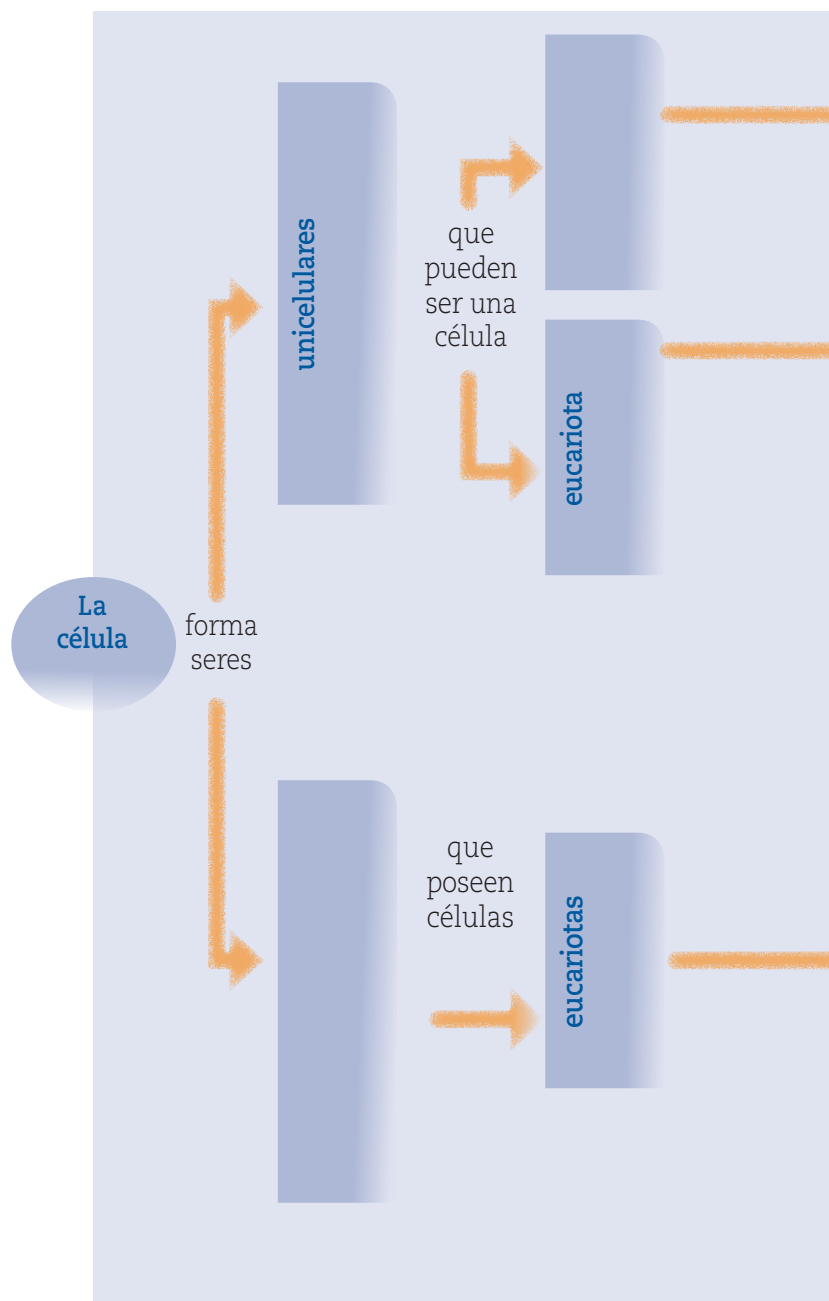 La
célula
forma
seres
unicelulares
que
pueden
ser una
célula
eucariota
que
poseen
células
eucariotas